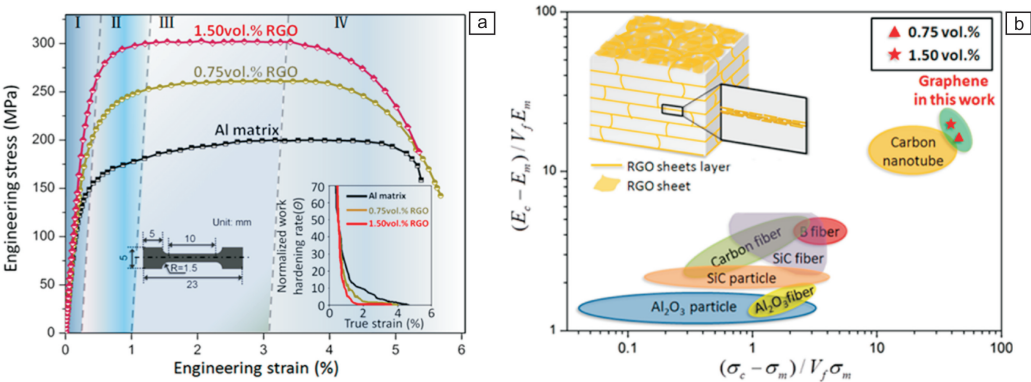 a
I
II
III
IV
1.50vol.% RGO
0.75vol.% RGO
Al matrix
Engineering stress (MPa)
300
250
200
150
100
50
0
Unit: mm
5
10
5
R=1.5
23
Normalized work
hardening rate(θ)
70
60
50
40
30
20
10
0
Al matrix
0.75vol.% RGO
1.50vol.% RGO
0 2 4 6
True strain (%)
0 1 2 3 4 5 6
Engineering strain (%)
b
(E_c − E_m) / V_f E_m
100
10
1
0.75 vol.%
1.50 vol.%
Graphene
in this work
Carbon
nanotube
RGO sheets layer
RGO sheet
B fiber
Carbon fiber
SiC fiber
SiC particle
Al₂O₃ particle
Al₂O₃fiber
0.1 1 10 100
(σ_c − σ_m) / V_f σ_m